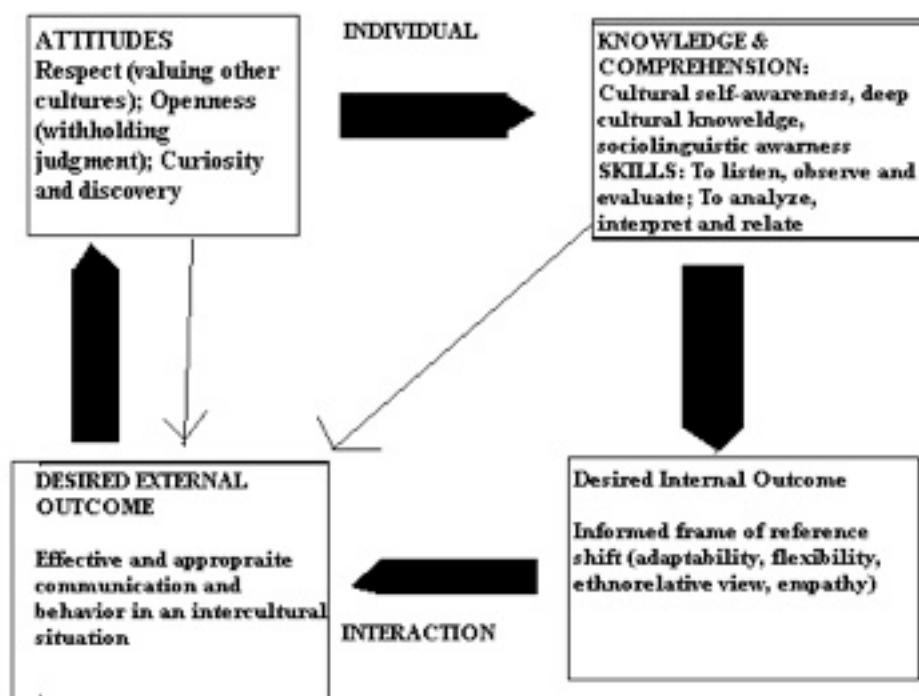 ATTITUDES
Respect (valuing other
cultures); Openness
(withholding
judgment); Curiosity
and discovery
INDIVIDUAL
KNOWLEDGE &
COMPREHENSION:
Cultural self-awareness, deep
cultural knoweldge,
sociolinguistic awarness
SKILLS: To listen, observe and
evaluate; To analyze,
interpret and relate
DESIRED EXTERNAL
OUTCOME
Effective and appropraite
communication and
behavior in an intercultural
situation
INTERACTION
Desired Internal Outcome
Informed frame of reference
shift (adaptability, flexibility,
ethnorelative view, empathy)